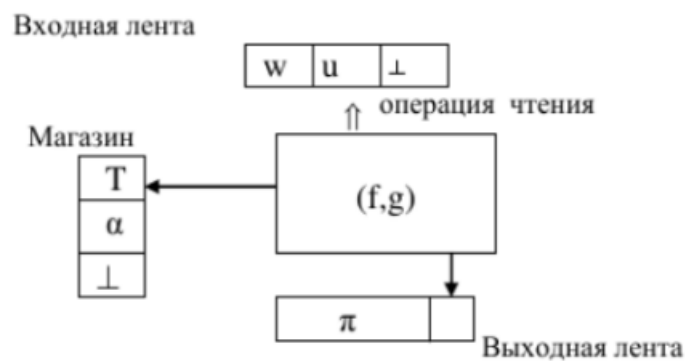 Входная лента
w u ⊥
операция чтения
Магазин
T
(f,g)
α
⊥
π
Выходная лента